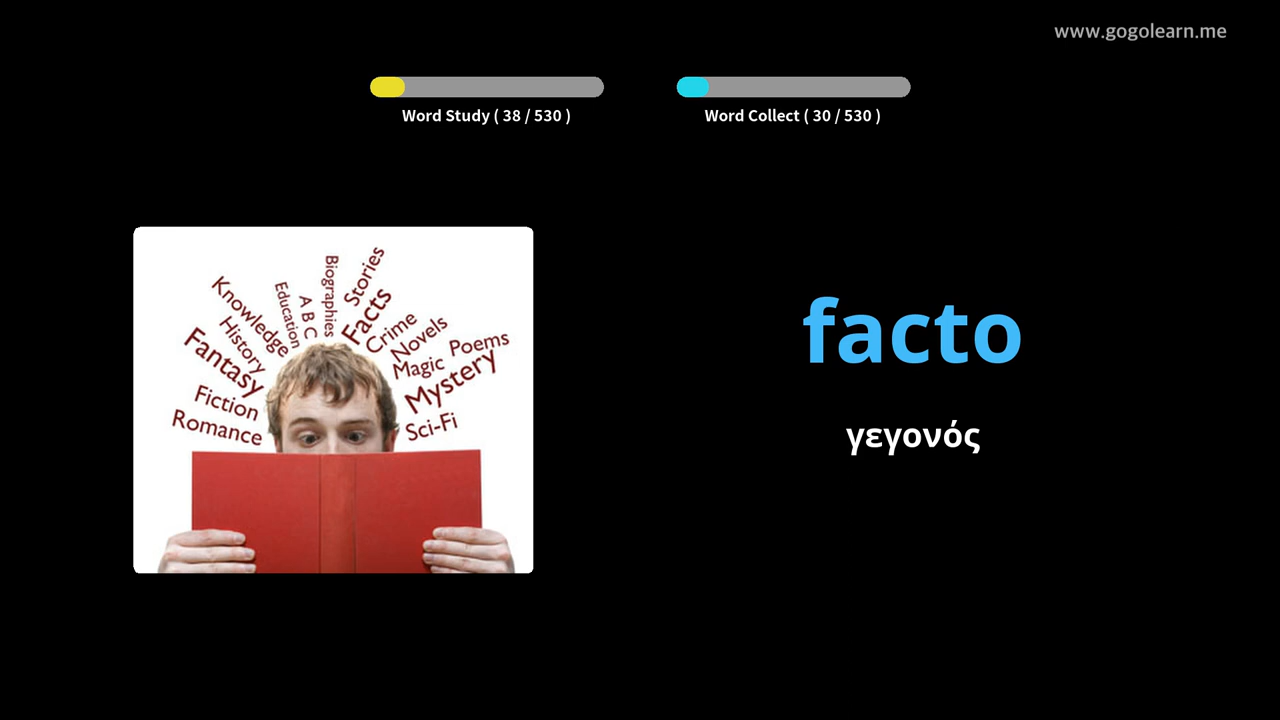 www.gogolearn.me
Word Study ( 38 / 530 )
Word Collect ( 30 / 530 )
Biographies
Stories
Education
A B C
Facts
Knowledge
Crime
History
Novels
Fantasy
Magic
Poems
Mystery
Fiction
Romance
Sci-Fi
facto
γεγονός